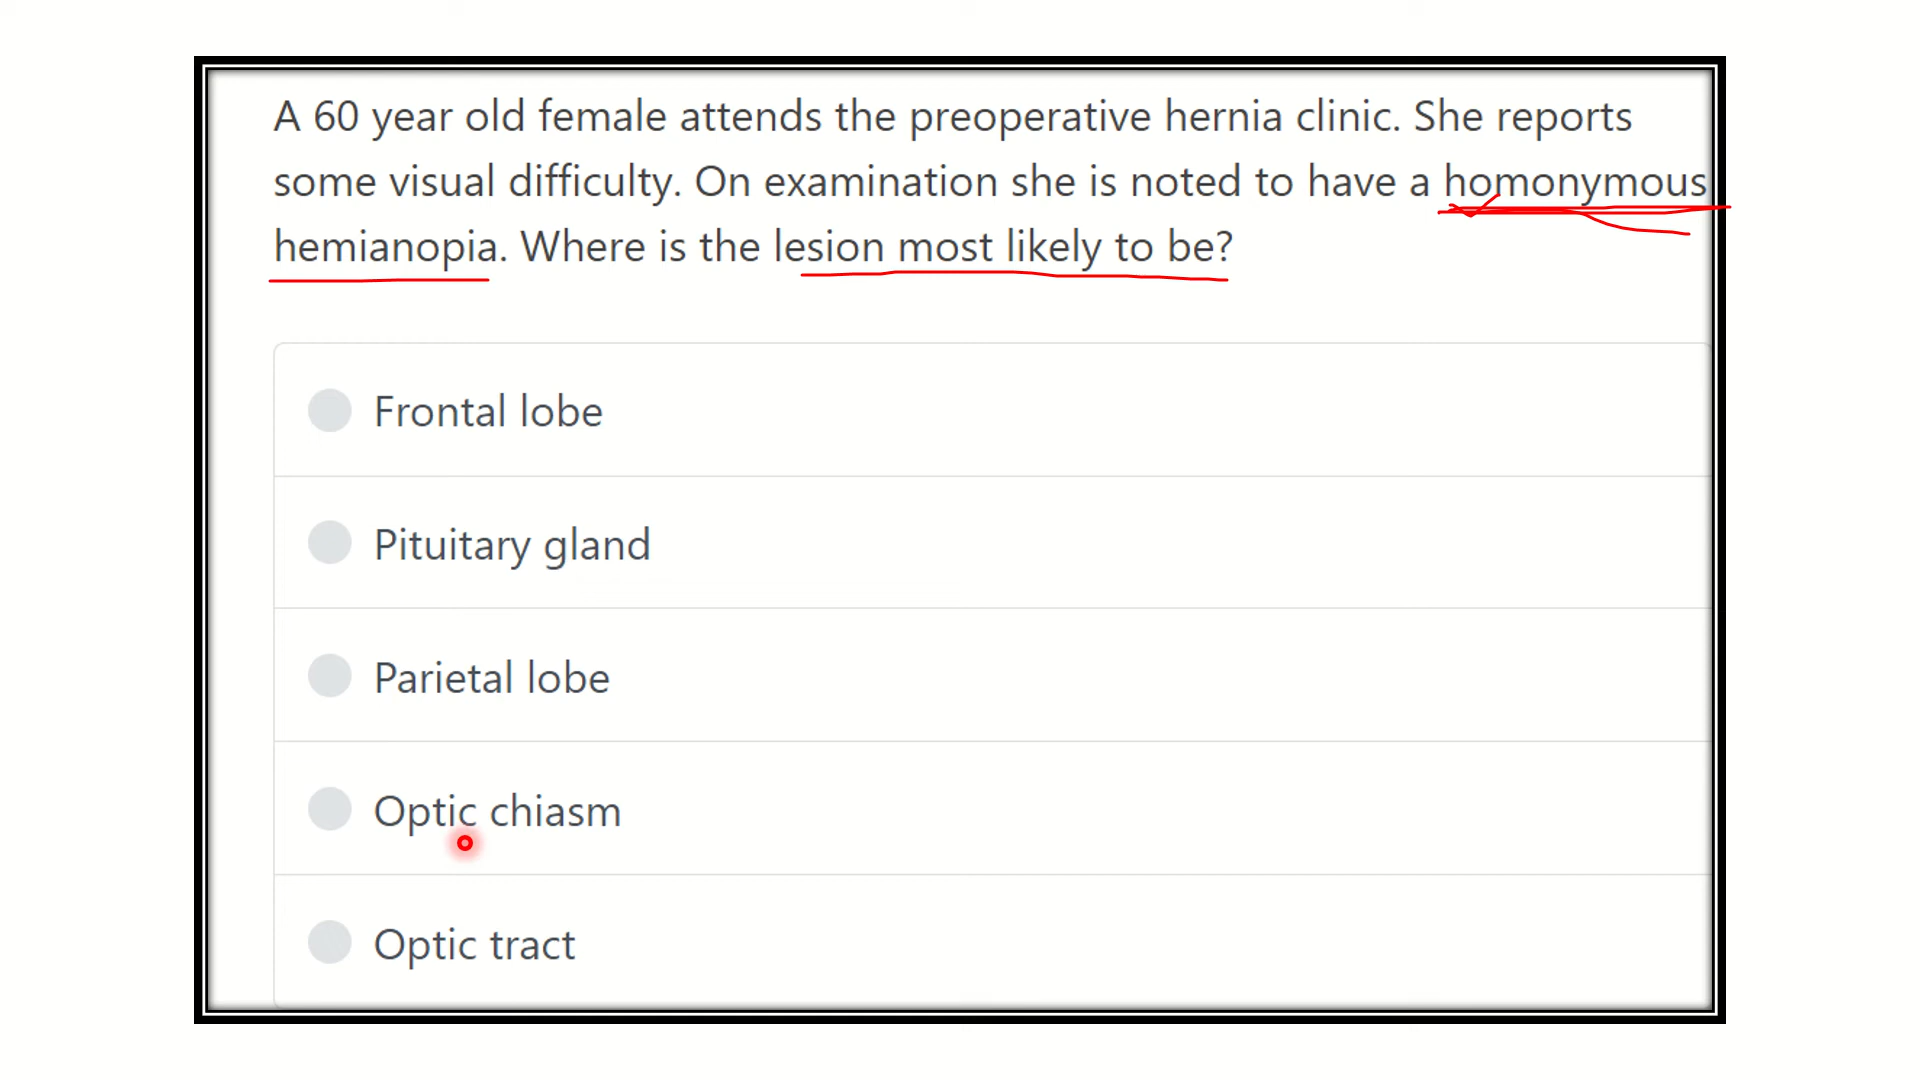 A 60 year old female attends the preoperative hernia clinic. She reports
some visual difficulty. On examination she is noted to have a homonymous
hemianopia. Where is the lesion most likely to be?
Frontal lobe
Pituitary gland
Parietal lobe
Optic chiasm
Optic tract